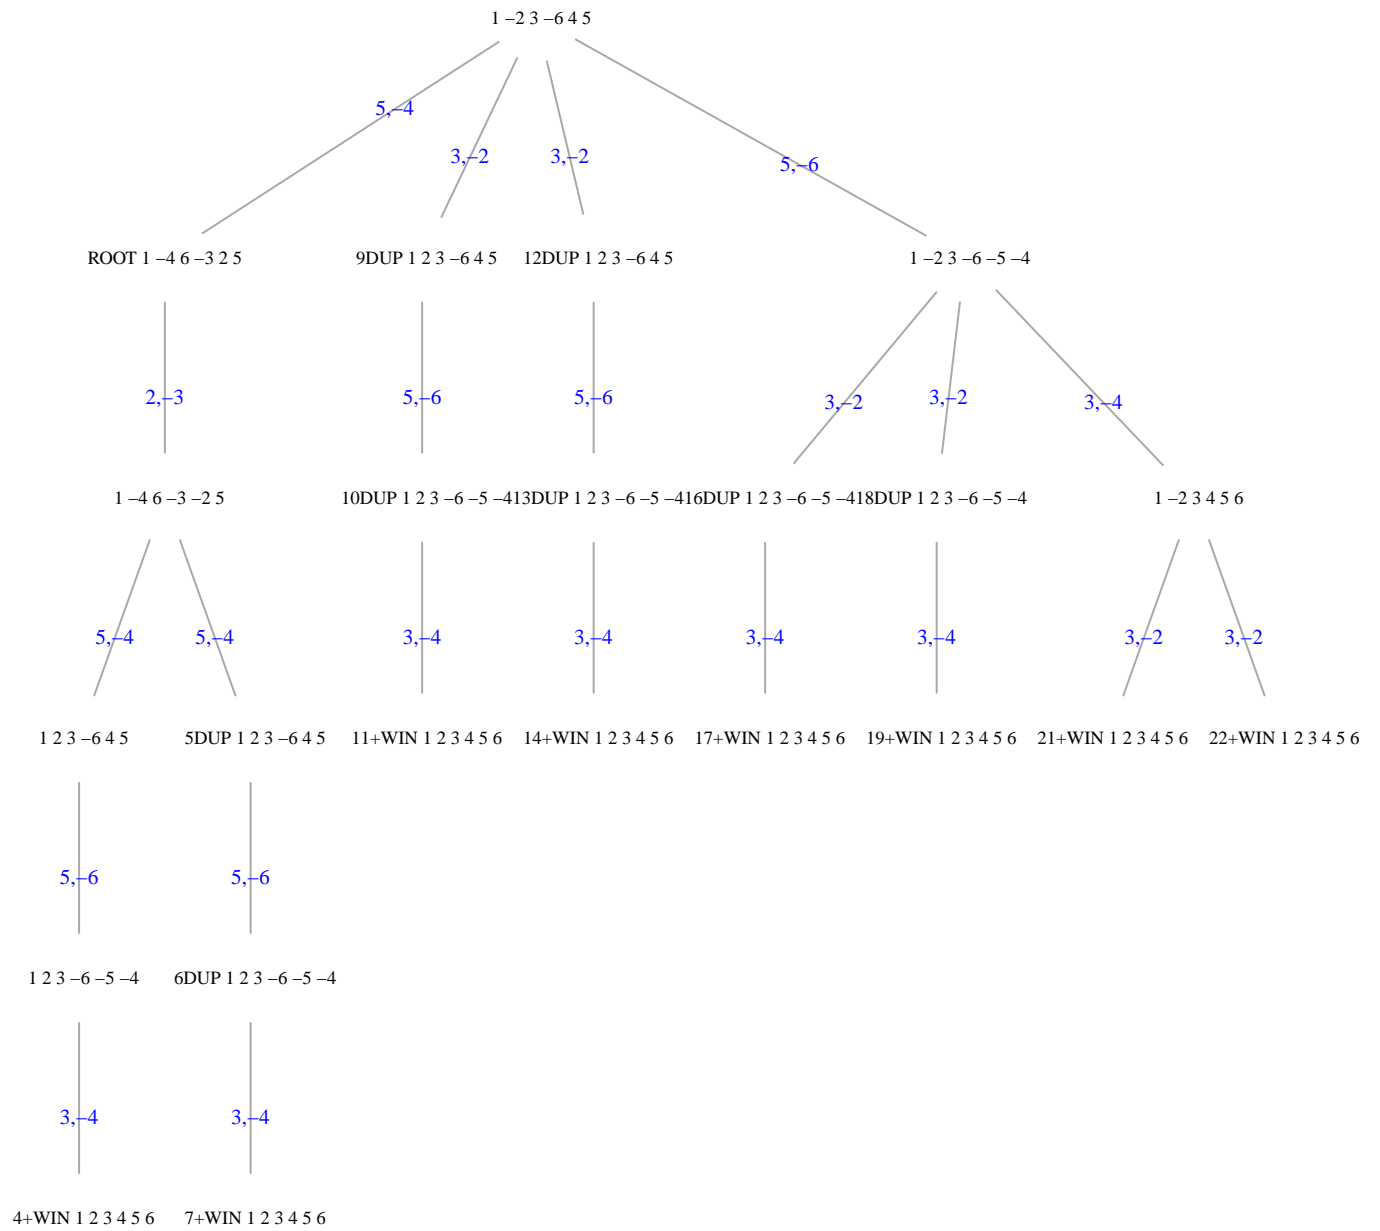 1 –2 3 –6 4 5
5,–4
3,–2
3,–2
5,–6
ROOT 1 –4 6 –3 2 5
9DUP 1 2 3 –6 4 5
12DUP 1 2 3 –6 4 5
1 –2 3 –6 –5 –4
2,–3
5,–6
5,–6
3,–2
3,–2
3,–4
1 –4 6 –3 –2 5
10DUP 1 2 3 –6 –5 –4
13DUP 1 2 3 –6 –5 –4
16DUP 1 2 3 –6 –5 –4
18DUP 1 2 3 –6 –5 –4
1 –2 3 4 5 6
5,–4
5,–4
3,–4
3,–4
3,–4
3,–4
3,–2
3,–2
1 2 3 –6 4 5
5DUP 1 2 3 –6 4 5
11+WIN 1 2 3 4 5 6
14+WIN 1 2 3 4 5 6
17+WIN 1 2 3 4 5 6
19+WIN 1 2 3 4 5 6
21+WIN 1 2 3 4 5 6
22+WIN 1 2 3 4 5 6
5,–6
5,–6
1 2 3 –6 –5 –4
6DUP 1 2 3 –6 –5 –4
3,–4
3,–4
4+WIN 1 2 3 4 5 6
7+WIN 1 2 3 4 5 6